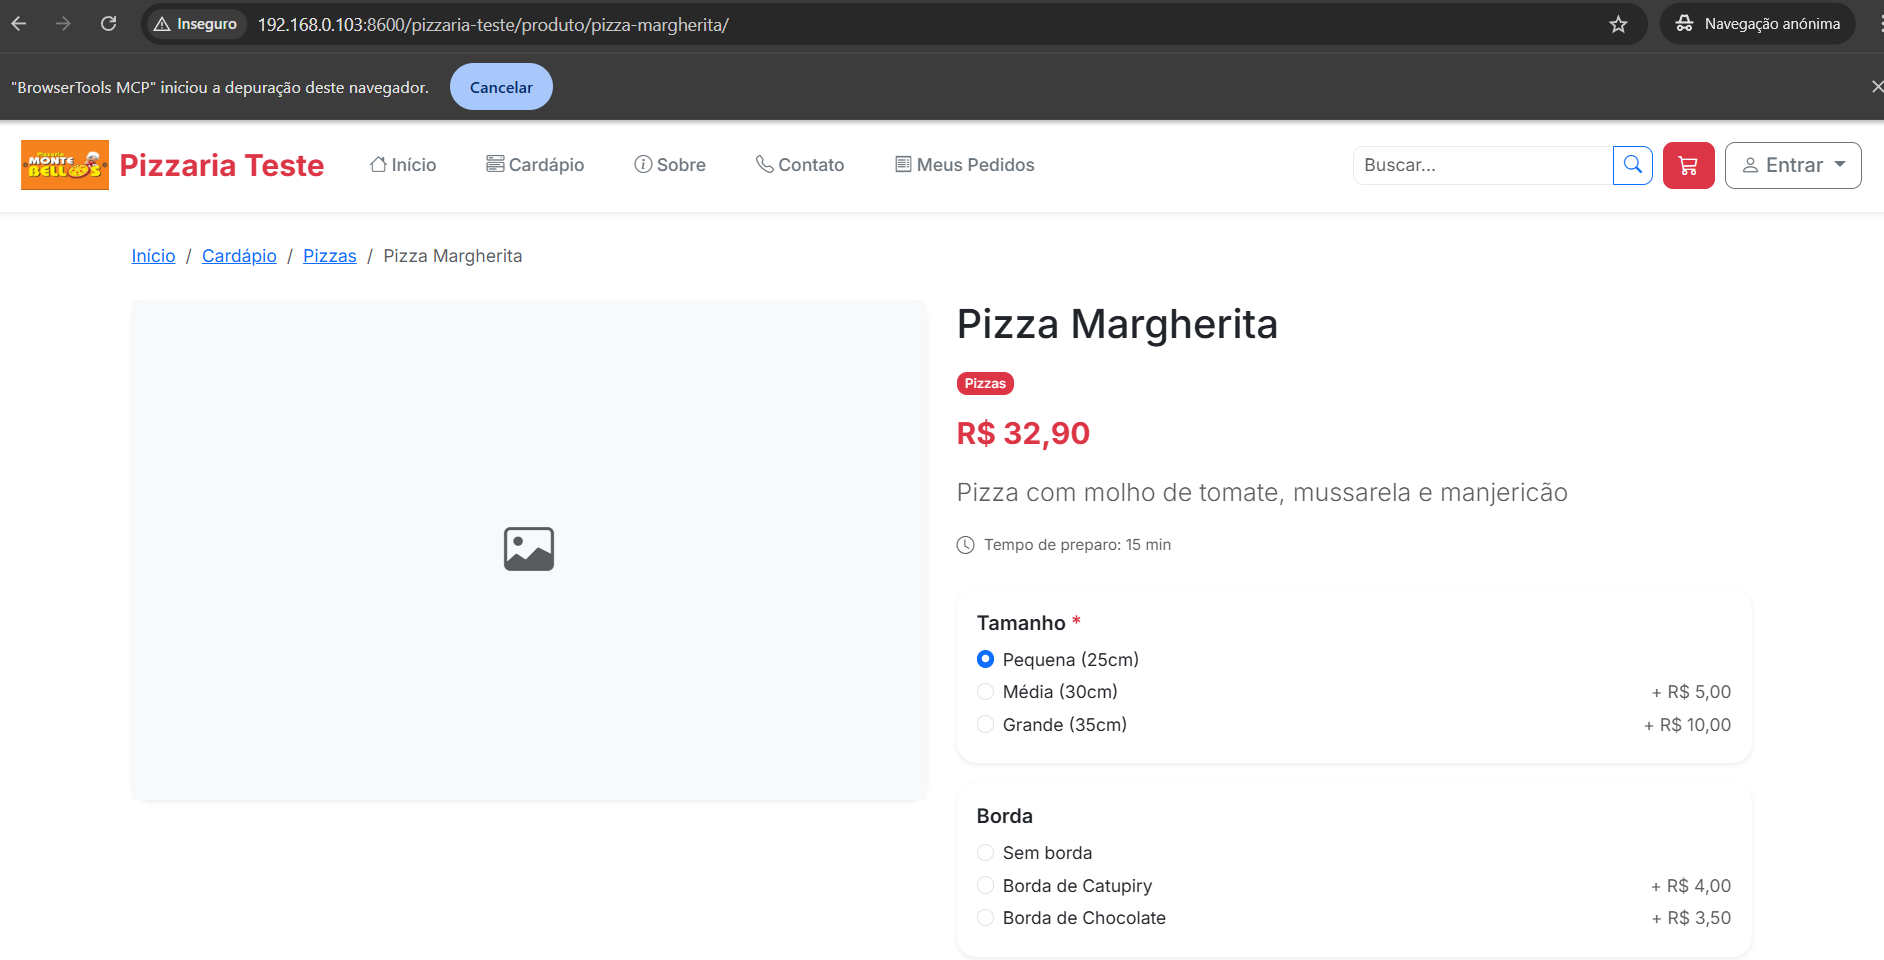 Inseguro
192.168.0.103:8600/pizzaria-teste/produto/pizza-margherita/
Navegação anónima
"BrowserTools MCP" iniciou a depuração deste navegador.
Cancelar
Pizzaria
MONTE
BELLOS
Pizzaria Teste
Início
Cardápio
Sobre
Contato
Meus Pedidos
Buscar...
Entrar
Início / Cardápio / Pizzas / Pizza Margherita
Pizza Margherita
Pizzas
R$ 32,90
Pizza com molho de tomate, mussarela e manjericão
Tempo de preparo: 15 min
Tamanho *
Pequena (25cm)
Média (30cm) + R$ 5,00
Grande (35cm) + R$ 10,00
Borda
Sem borda
Borda de Catupiry + R$ 4,00
Borda de Chocolate + R$ 3,50